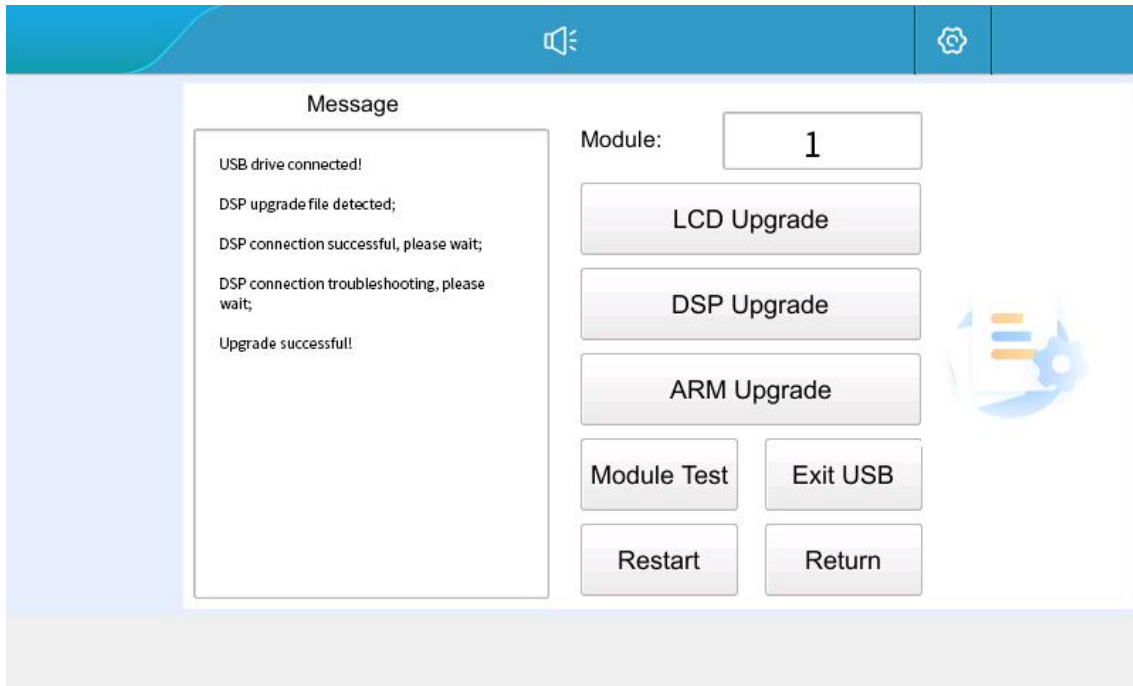 Message
USB drive connected!
DSP upgrade file detected;
DSP connection successful, please wait;
DSP connection troubleshooting, please
wait;
Upgrade successful!
Module:
1
LCD Upgrade
DSP Upgrade
ARM Upgrade
Module Test
Exit USB
Restart
Return